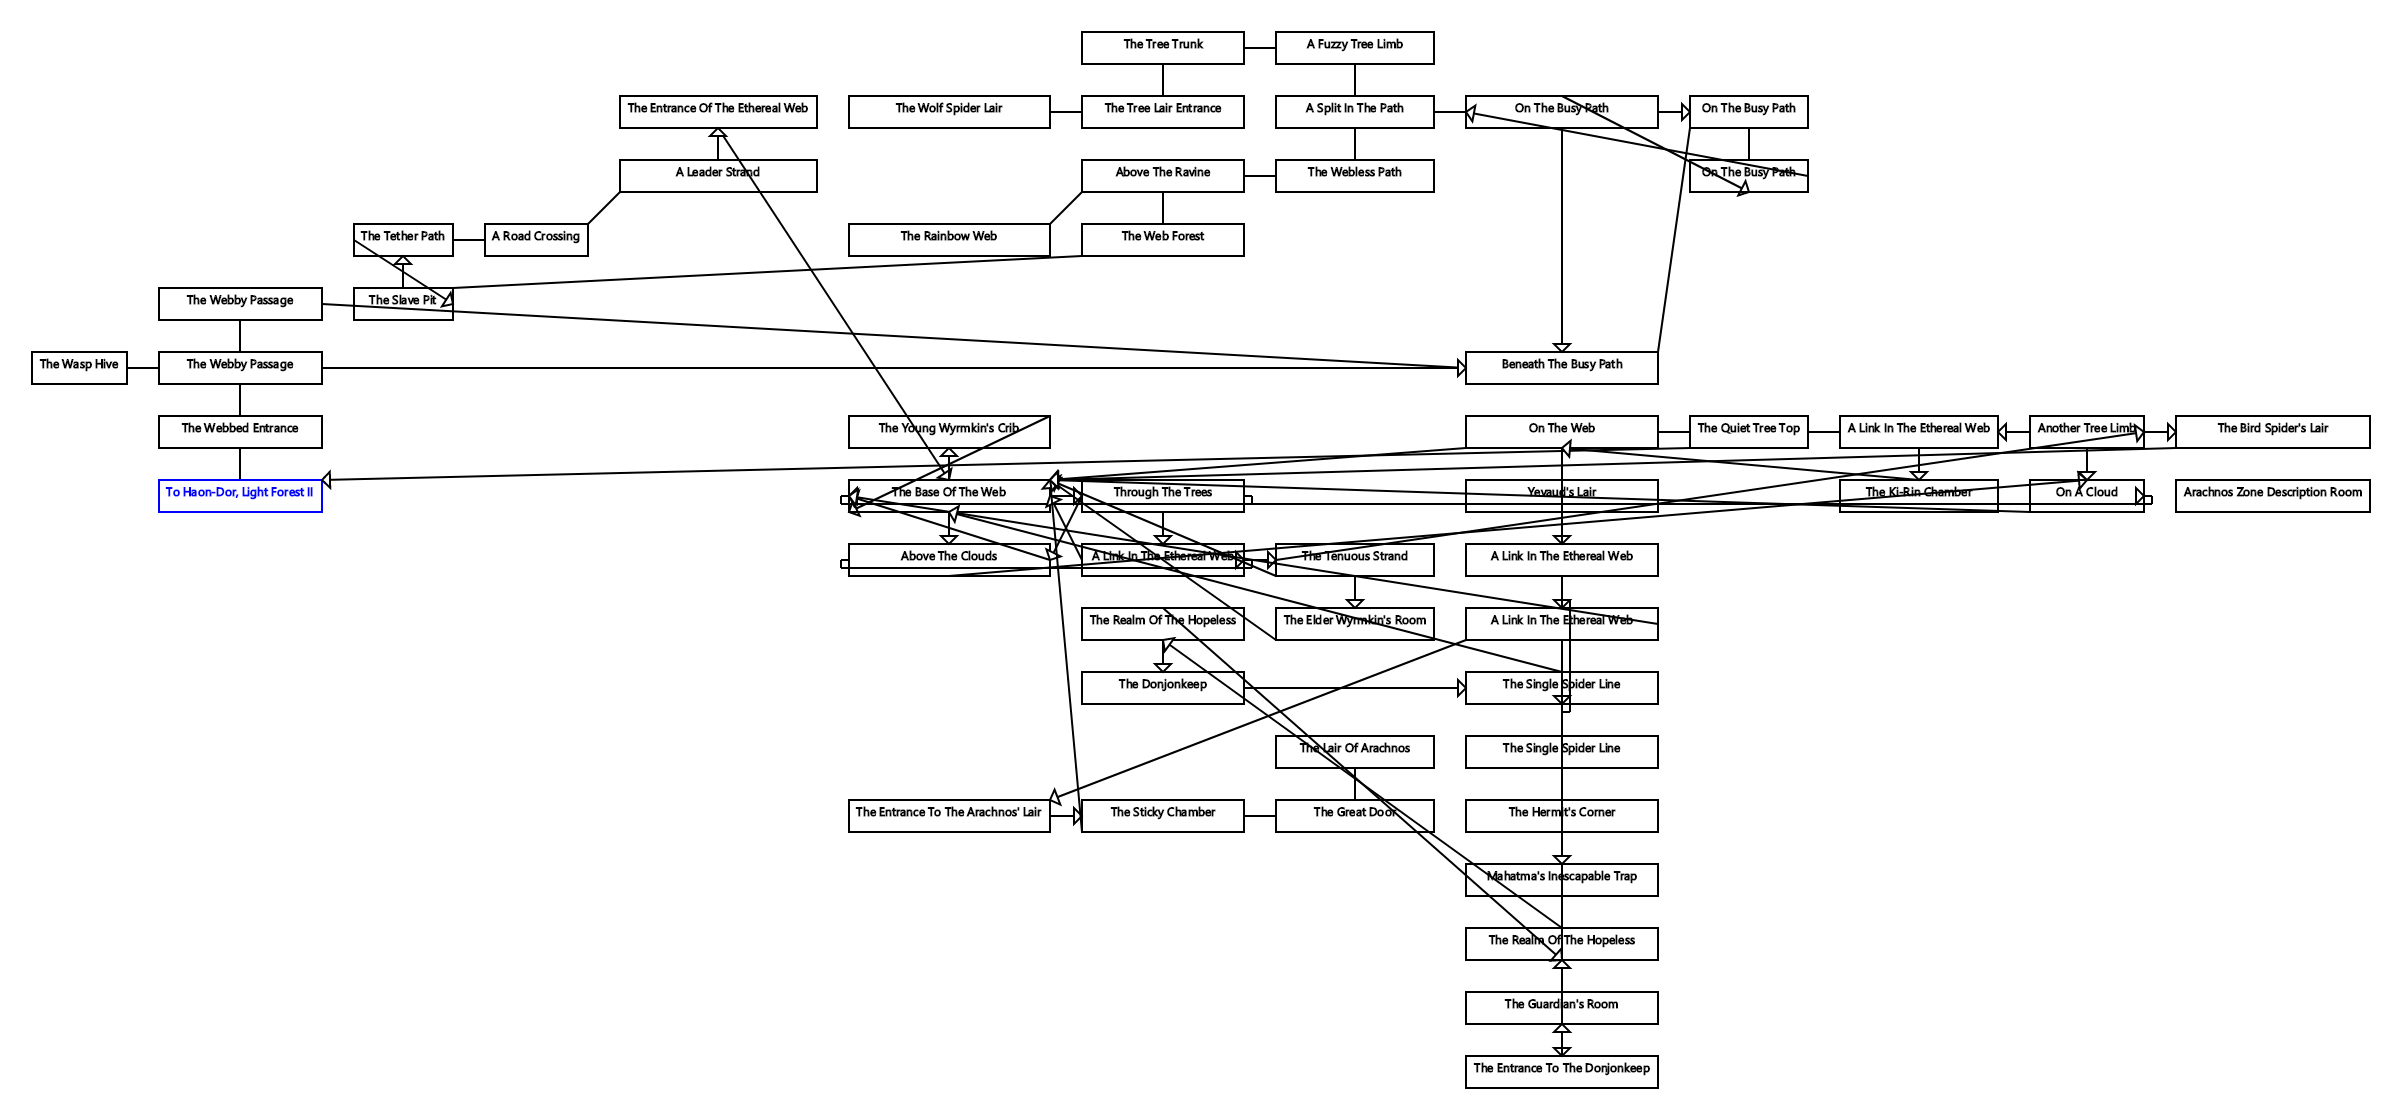 The Tree Trunk
A Fuzzy Tree Limb
The Entrance Of The Ethereal Web
The Wolf Spider Lair
The Tree Lair Entrance
A Split In The Path
On The Busy Path
On The Busy Path
A Leader Strand
Above The Ravine
The Webless Path
On The Busy Path
The Tether Path
A Road Crossing
The Rainbow Web
The Web Forest
The Webby Passage
The Slave Pit
The Wasp Hive
The Webby Passage
Beneath The Busy Path
The Webbed Entrance
The Young Wyrmkin's Crib
On The Web
The Quiet Tree Top
A Link In The Ethereal Web
Another Tree Limb
The Bird Spider's Lair
To Haon-Dor, Light Forest II
The Base Of The Web
Through The Trees
Yevaud's Lair
The Ki-Rin Chamber
On A Cloud
Arachnos Zone Description Room
Above The Clouds
A Link In The Ethereal Web
The Tenuous Strand
A Link In The Ethereal Web
The Realm Of The Hopeless
The Elder Wyrmkin's Room
A Link In The Ethereal Web
The Donjonkeep
The Single Spider Line
The Lair Of Arachnos
The Single Spider Line
The Entrance To The Arachnos' Lair
The Sticky Chamber
The Great Door
The Hermit's Corner
Mahatma's Inescapable Trap
The Realm Of The Hopeless
The Guardian's Room
The Entrance To The Donjonkeep